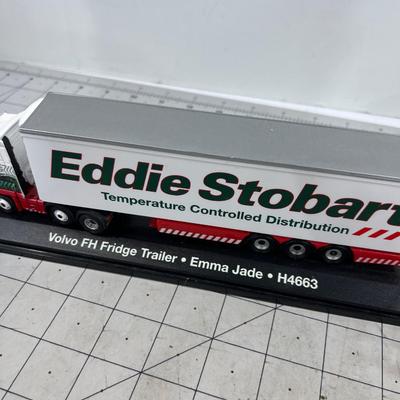 Eddie Stobart
Temperature Controlled Distribution
Volvo FH Fridge Trailer • Emma Jade • H4663